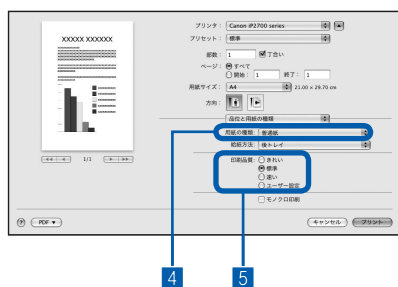 プリンタ： Canon iP2700 series
プリセット： 標準
部数： 1 丁合い
ページ： すべて
開始： 1 終了： 1
用紙サイズ： A4 21.00 x 29.70 cm
方向：
品位と用紙の種類
用紙の種類： 普通紙
給紙方法： 後トレイ
印刷品質： きれい
標準
速い
ユーザー設定
モノクロ印刷
XXXXX XXXXXX
1/1
? PDF▼ キャンセル プリント
4 5